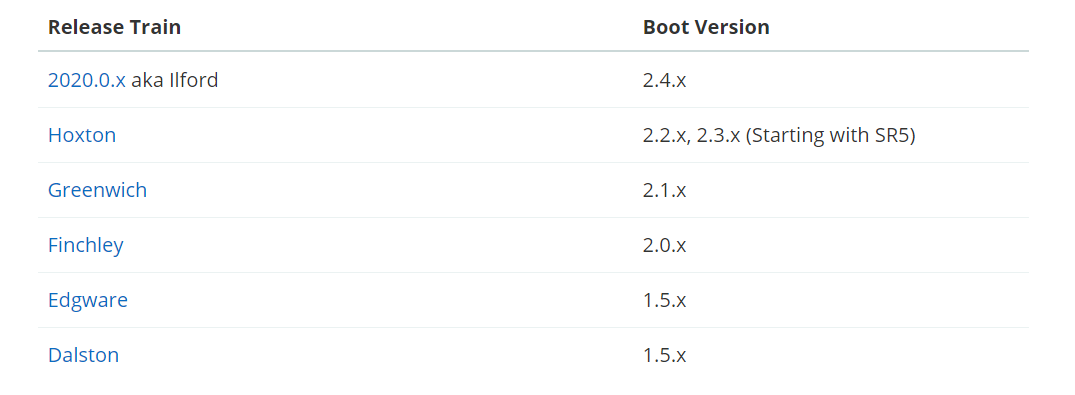 Release Train Boot Version
2020.0.x aka Ilford 2.4.x
Hoxton 2.2.x, 2.3.x (Starting with SR5)
Greenwich 2.1.x
Finchley 2.0.x
Edgware 1.5.x
Dalston 1.5.x